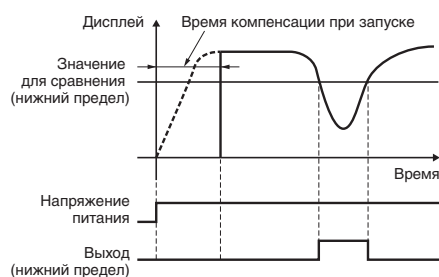 Дисплей
Время компенсации при запуске
Значение
для сравнения
(нижний предел)
Время
Напряжение
питания
Выход
(нижний предел)